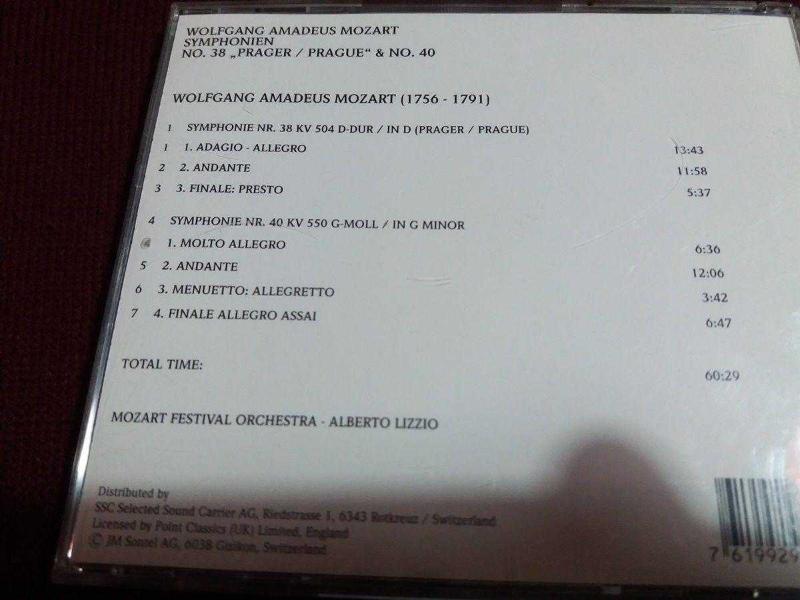 WOLFGANG AMADEUS MOZART
SYMPHONIEN
NO. 38 „PRAGER / PRAGUE“ & NO. 40
WOLFGANG AMADEUS MOZART (1756 - 1791)
1 SYMPHONIE NR. 38 KV 504 D-DUR / IN D (PRAGER / PRAGUE)
1 1. ADAGIO - ALLEGRO 13:43
2 2. ANDANTE 11:58
3 3. FINALE: PRESTO 5:37
4 SYMPHONIE NR. 40 KV 550 G-MOLL / IN G MINOR
4 1. MOLTO ALLEGRO 6:36
5 2. ANDANTE 12:06
6 3. MENUETTO: ALLEGRETTO 3:42
7 4. FINALE ALLEGRO ASSAI 6:47
TOTAL TIME: 60:29
MOZART FESTIVAL ORCHESTRA - ALBERTO LIZZIO
Distributed by
SSC Selected Sound Carrier AG, Riedstrasse 1, 6343 Rotkreuz / Switzerland
Licensed by Point Classics (UK) Limited, England
© JM Sontel AG, 6038 Gisikon, Switzerland
7 619929